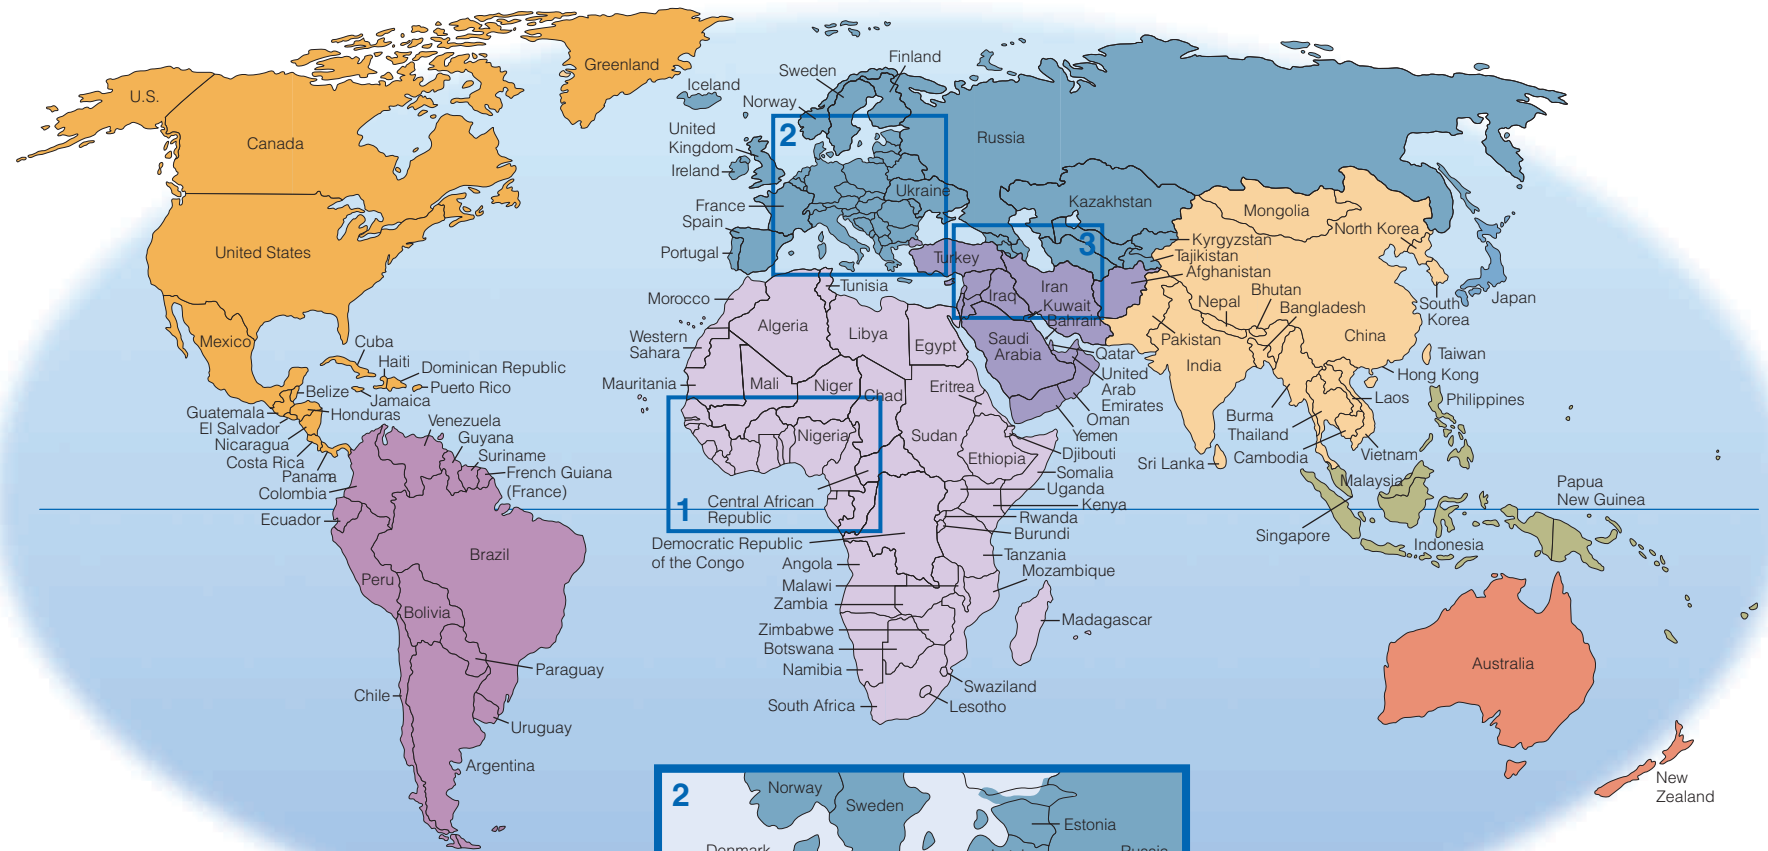 Greenland
U.S.
Canada
United States
Mexico
Cuba
Haiti
Dominican Republic
Puerto Rico
Belize
Jamaica
Guatemala
Honduras
El Salvador
Nicaragua
Costa Rica
Panama
Venezuela
Guyana
Suriname
French Guiana
(France)
Colombia
Ecuador
Brazil
Peru
Bolivia
Paraguay
Chile
Uruguay
Argentina
Iceland
Sweden
Finland
Norway
United
Kingdom
Ireland
2
Russia
Ukraine
France
Spain
Portugal
Kazakhstan
Mongolia
North Korea
Kyrgyzstan
Tajikistan
Afghanistan
3
Turkey
Iran
Iraq
Kuwait
Bahrain
Tunisia
Morocco
Algeria
Libya
Egypt
Western
Sahara
Saudi
Arabia
Qatar
United
Arab
Emirates
Oman
Yemen
Nepal
Bhutan
Bangladesh
Pakistan
India
China
South
Korea
Japan
Taiwan
Hong Kong
Laos
Philippines
Burma
Thailand
Cambodia
Vietnam
Sri Lanka
Malaysia
Singapore
Indonesia
Papua
New Guinea
Mauritania
Mali
Niger
Chad
Eritrea
Nigeria
Sudan
Ethiopia
Djibouti
Somalia
Uganda
Kenya
Rwanda
Burundi
Tanzania
Mozambique
1
Central African
Republic
Democratic Republic
of the Congo
Angola
Malawi
Zambia
Zimbabwe
Botswana
Namibia
South Africa
Madagascar
Swaziland
Lesotho
Australia
New
Zealand
2
Norway
Sweden
Estonia
Denmark
Russia